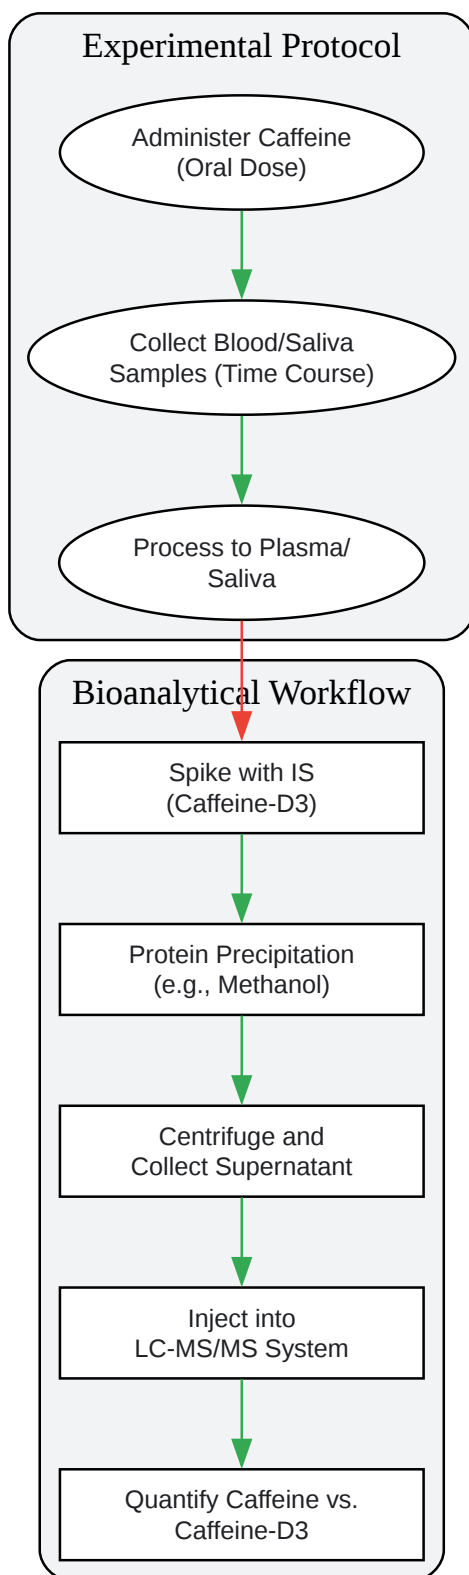 Experimental Protocol
Administer Caffeine
(Oral Dose)
Collect Blood/Saliva
Samples (Time Course)
Process to Plasma/
Saliva
Bioanalytical Workflow
Spike with IS
(Caffeine-D3)
Protein Precipitation
(e.g., Methanol)
Centrifuge and
Collect Supernatant
Inject into
LC-MS/MS System
Quantify Caffeine vs.
Caffeine-D3